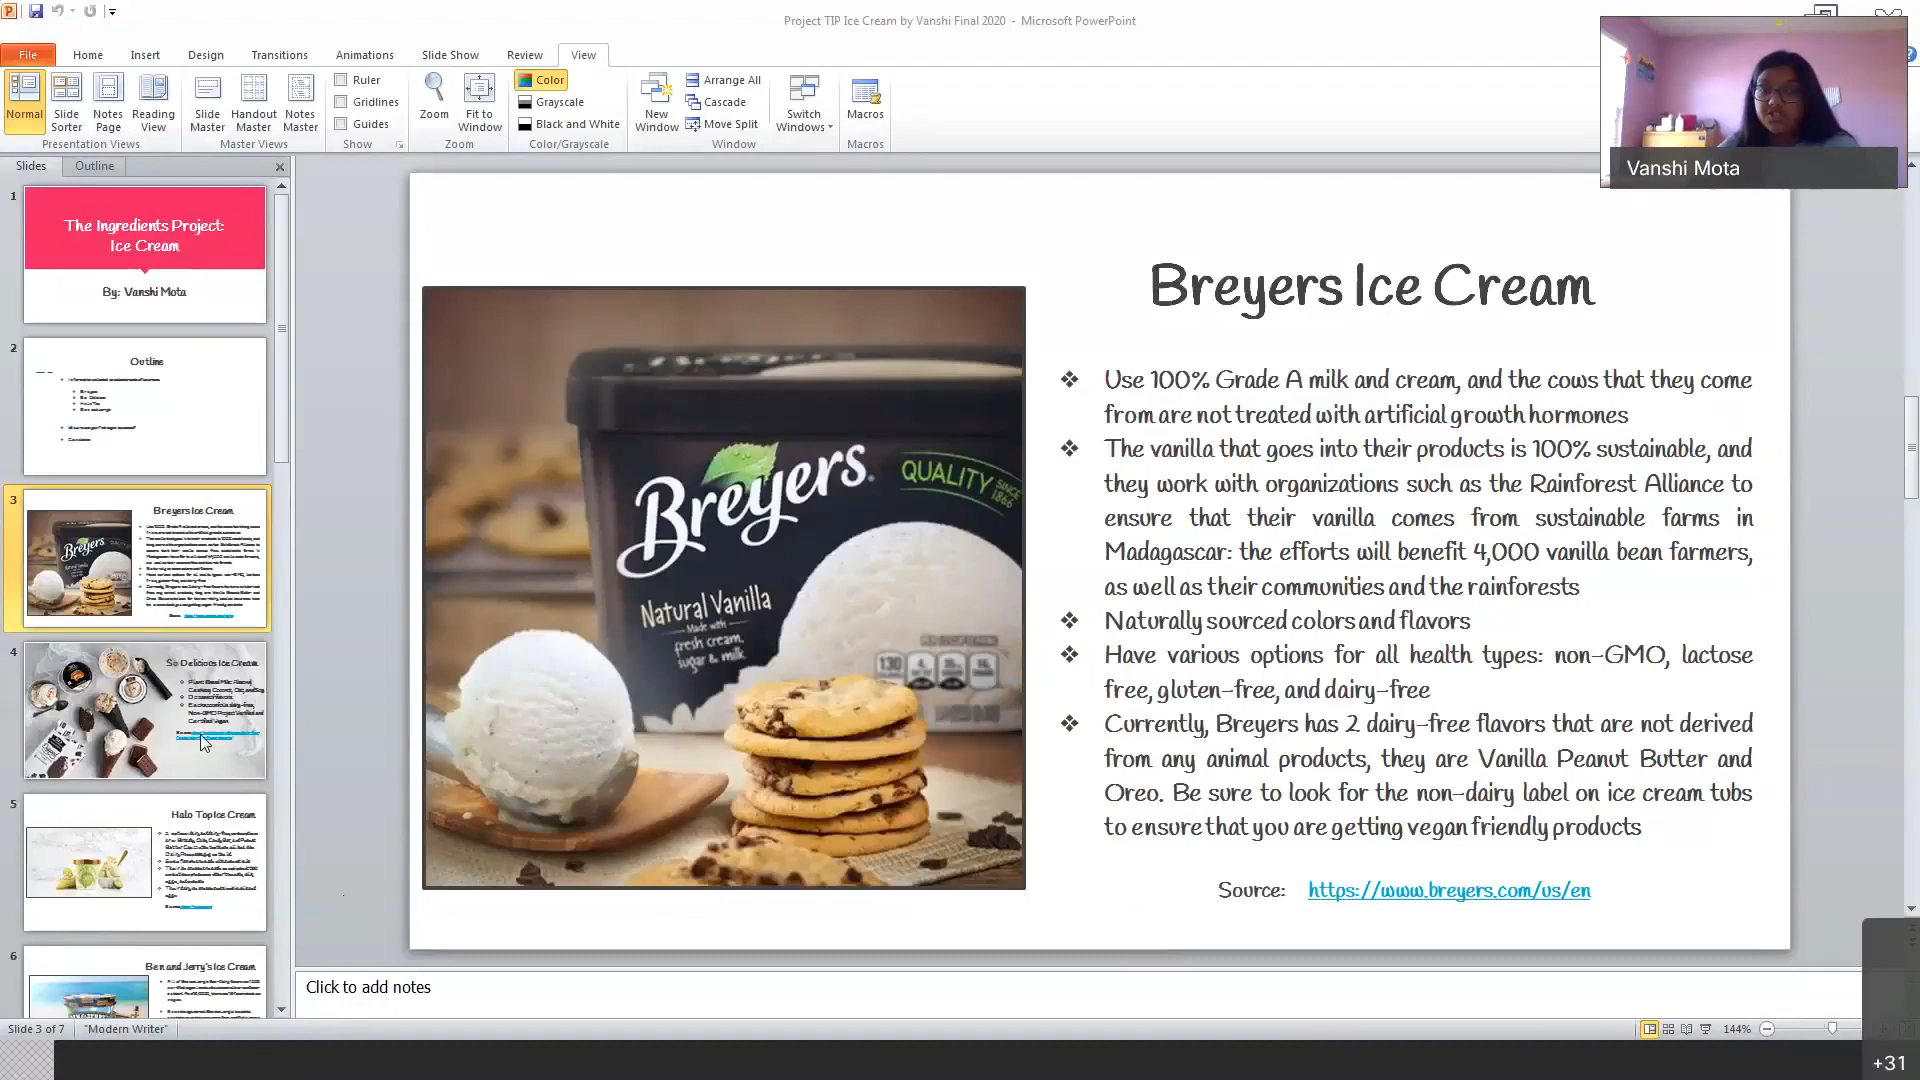 Project TIP Ice Cream by Vanshi Final 2020 - Microsoft PowerPoint
File Home Insert Design Transitions Animations Slide Show Review View
Normal
Slide Sorter
Notes Page
Reading View
Presentation Views
Slide Master
Handout Master
Notes Master
Master Views
Ruler
Gridlines
Guides
Show
Zoom
Fit to Window
Zoom
Color
Grayscale
Black and White
Color/Grayscale
New Window
Arrange All
Cascade
Move Split
Switch Windows
Window
Macros
Macros
Vanshi Mota
Slides Outline
1
The Ingredients Project:
Ice Cream
By: Vanshi Mota
2
Outline
3
Breyers Ice Cream
4
So Delicious Ice Cream
5
Halo Top Ice Cream
6
Ben and Jerry's Ice Cream
Breyers
QUALITY SINCE 1866
Natural Vanilla
Made with
fresh cream,
sugar & milk
Breyers Ice Cream
❖ Use 100% Grade A milk and cream, and the cows that they come
from are not treated with artificial growth hormones
❖ The vanilla that goes into their products is 100% sustainable, and
they work with organizations such as the Rainforest Alliance to
ensure that their vanilla comes from sustainable farms in
Madagascar: the efforts will benefit 4,000 vanilla bean farmers,
as well as their communities and the rainforests
❖ Naturally sourced colors and flavors
❖ Have various options for all health types: non-GMO, lactose
free, gluten-free, and dairy-free
❖ Currently, Breyers has 2 dairy-free flavors that are not derived
from any animal products, they are Vanilla Peanut Butter and
Oreo. Be sure to look for the non-dairy label on ice cream tubs
to ensure that you are getting vegan friendly products
Source: https://www.breyers.com/us/en
Click to add notes
Slide 3 of 7 "Modern Writer" 144%
+31